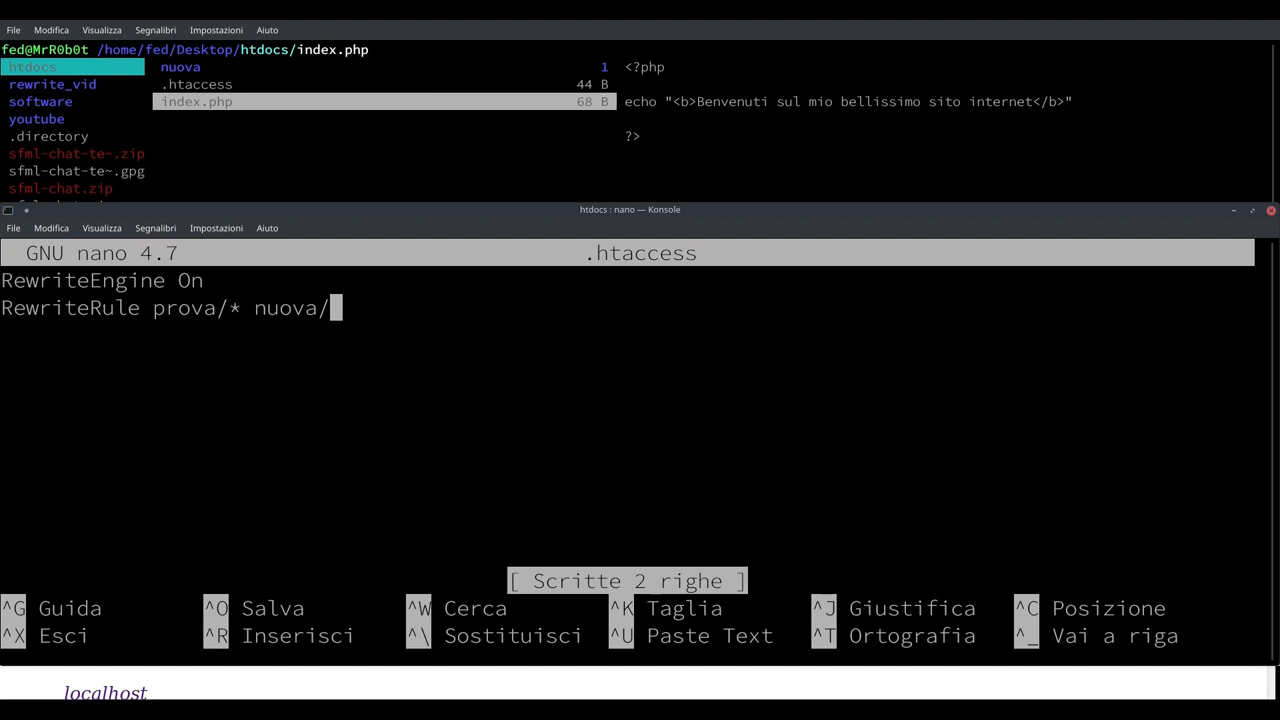 File Modifica Visualizza Segnalibri Impostazioni Aiuto
fed@MrR0b0t /home/fed/Desktop/htdocs/index.php
htdocs nuova 1 <?php
rewrite_vid .htaccess 44 B
software index.php 68 B echo "<b>Benvenuti sul mio bellissimo sito internet</b>"
youtube
.directory ?>
sfml-chat-te~.zip
sfml-chat-te~.gpg
sfml-chat.zip
htdocs : nano — Konsole
File Modifica Visualizza Segnalibri Impostazioni Aiuto
GNU nano 4.7 .htaccess
RewriteEngine On
RewriteRule prova/* nuova/
[ Scritte 2 righe ]
^G Guida ^O Salva ^W Cerca ^K Taglia ^J Giustifica ^C Posizione
^X Esci ^R Inserisci ^\ Sostituisci ^U Paste Text ^T Ortografia ^_ Vai a riga
localhost